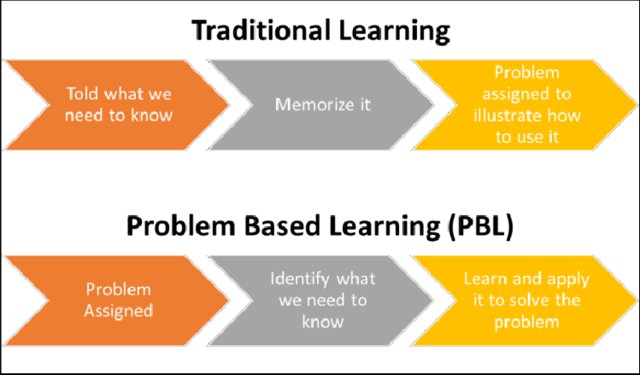 Traditional Learning
Told what we
need to know
Memorize it
Problem
assigned to
illustrate how
to use it
Problem Based Learning (PBL)
Problem
Assigned
Identify what
we need to
know
Learn and apply
it to solve the
problem